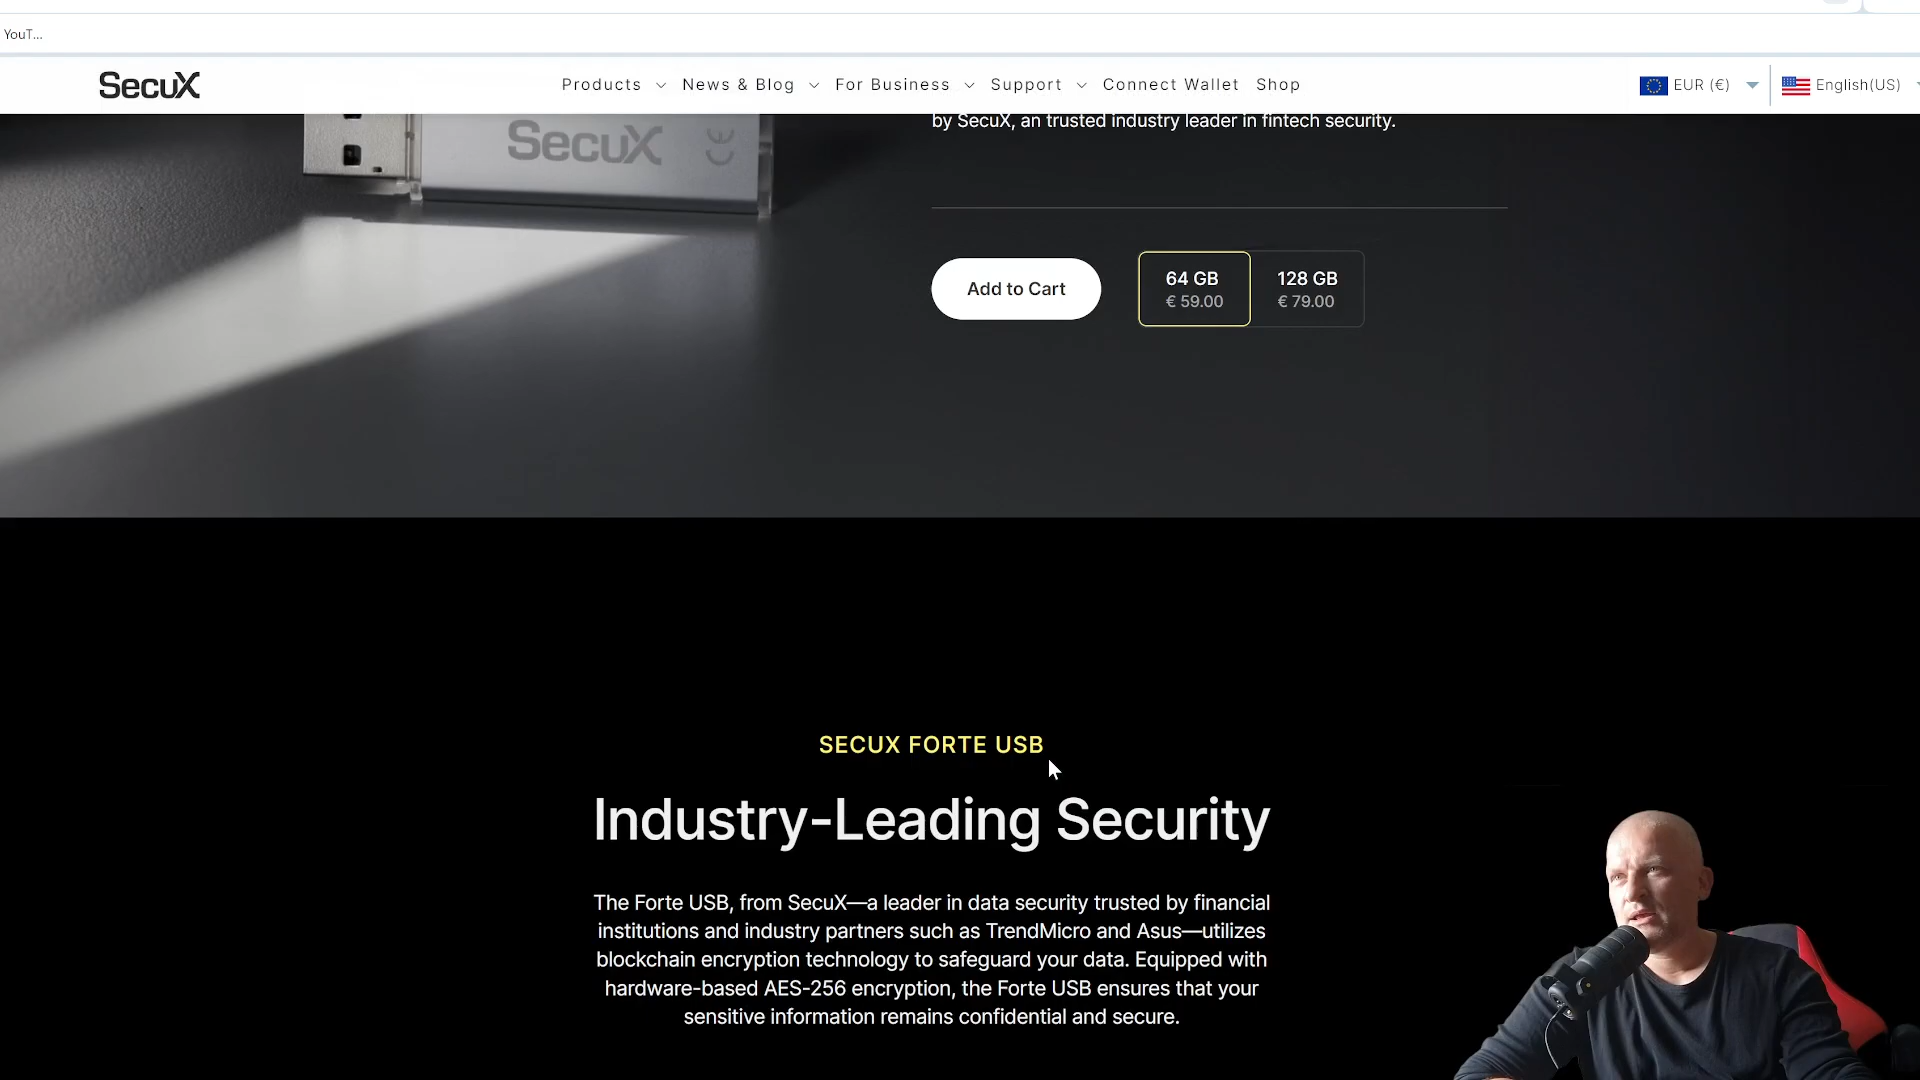 YouT...
SecuX
Products News & Blog For Business Support Connect Wallet Shop
EUR (€)
English(US)
SecuX CE
by SecuX, an trusted industry leader in fintech security.
Add to Cart
64 GB
€ 59.00
128 GB
€ 79.00
SECUX FORTE USB
Industry-Leading Security
The Forte USB, from SecuX—a leader in data security trusted by financial
institutions and industry partners such as TrendMicro and Asus—utilizes
blockchain encryption technology to safeguard your data. Equipped with
hardware-based AES-256 encryption, the Forte USB ensures that your
sensitive information remains confidential and secure.